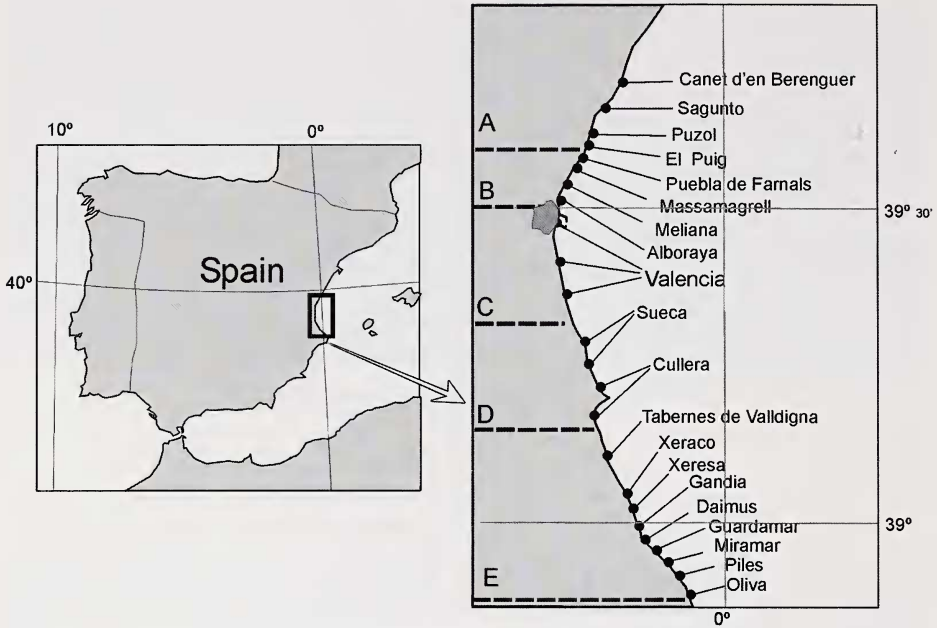 10º
0º
40º
Spain
A
B
C
D
E
Canet d'en Berenguer
Sagunto
Puzol
El Puig
Puebla de Farnals
Massamagrell
39º 30'
Meliana
Alboraya
Valencia
Sueca
Cullera
Tabernes de Valldigna
Xeraco
Xeresa
Gandia
Daimus
Guardamar
39º
Miramar
Piles
Oliva
0º